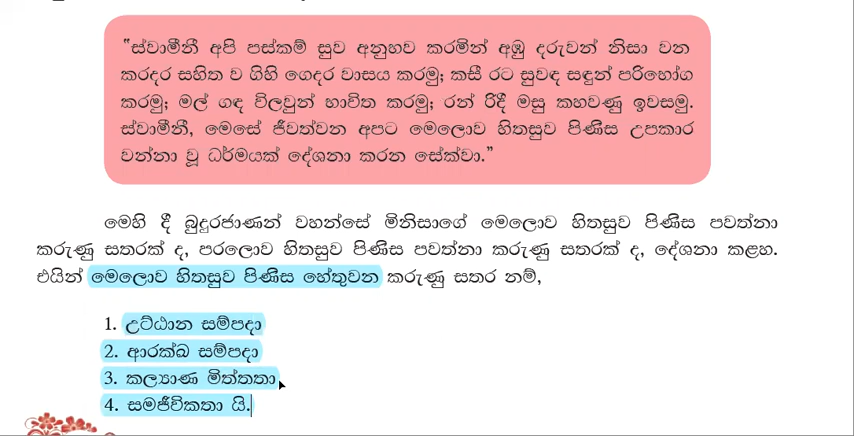 “ස්වාමීනී අපි පස්කම් සුව අනුභව කරමින් අඹු දරුවන් නිසා වන
කරදර සහිත ව ගිහි ගෙදර වාසය කරමු; කසී රට සුවඳ සඳුන් පරිභෝග
කරමු; මල් ගඳ විලවුන් භාවිත කරමු; රන් රිදී මසු කහවණු ඉවසමු.
ස්වාමීනී, මෙසේ ජීවත්වන අපට මෙලොව හිතසුව පිණිස උපකාර
වන්නා වූ ධර්මයක් දේශනා කරන සේක්වා.”
මෙහි දී බුදුරජාණන් වහන්සේ මිනිසාගේ මෙලොව හිතසුව පිණිස පවත්නා
කරුණු සතරක් ද, පරලොව හිතසුව පිණිස පවත්නා කරුණු සතරක් ද, දේශනා කළහ.
එයින් මෙලොව හිතසුව පිණිස හේතුවන කරුණු සතර නම්,
1. උට්ඨාන සම්පදා
2. ආරක්ඛ සම්පදා
3. කල්‍යාණ මිත්තතා
4. සමජීවිකතා යි.